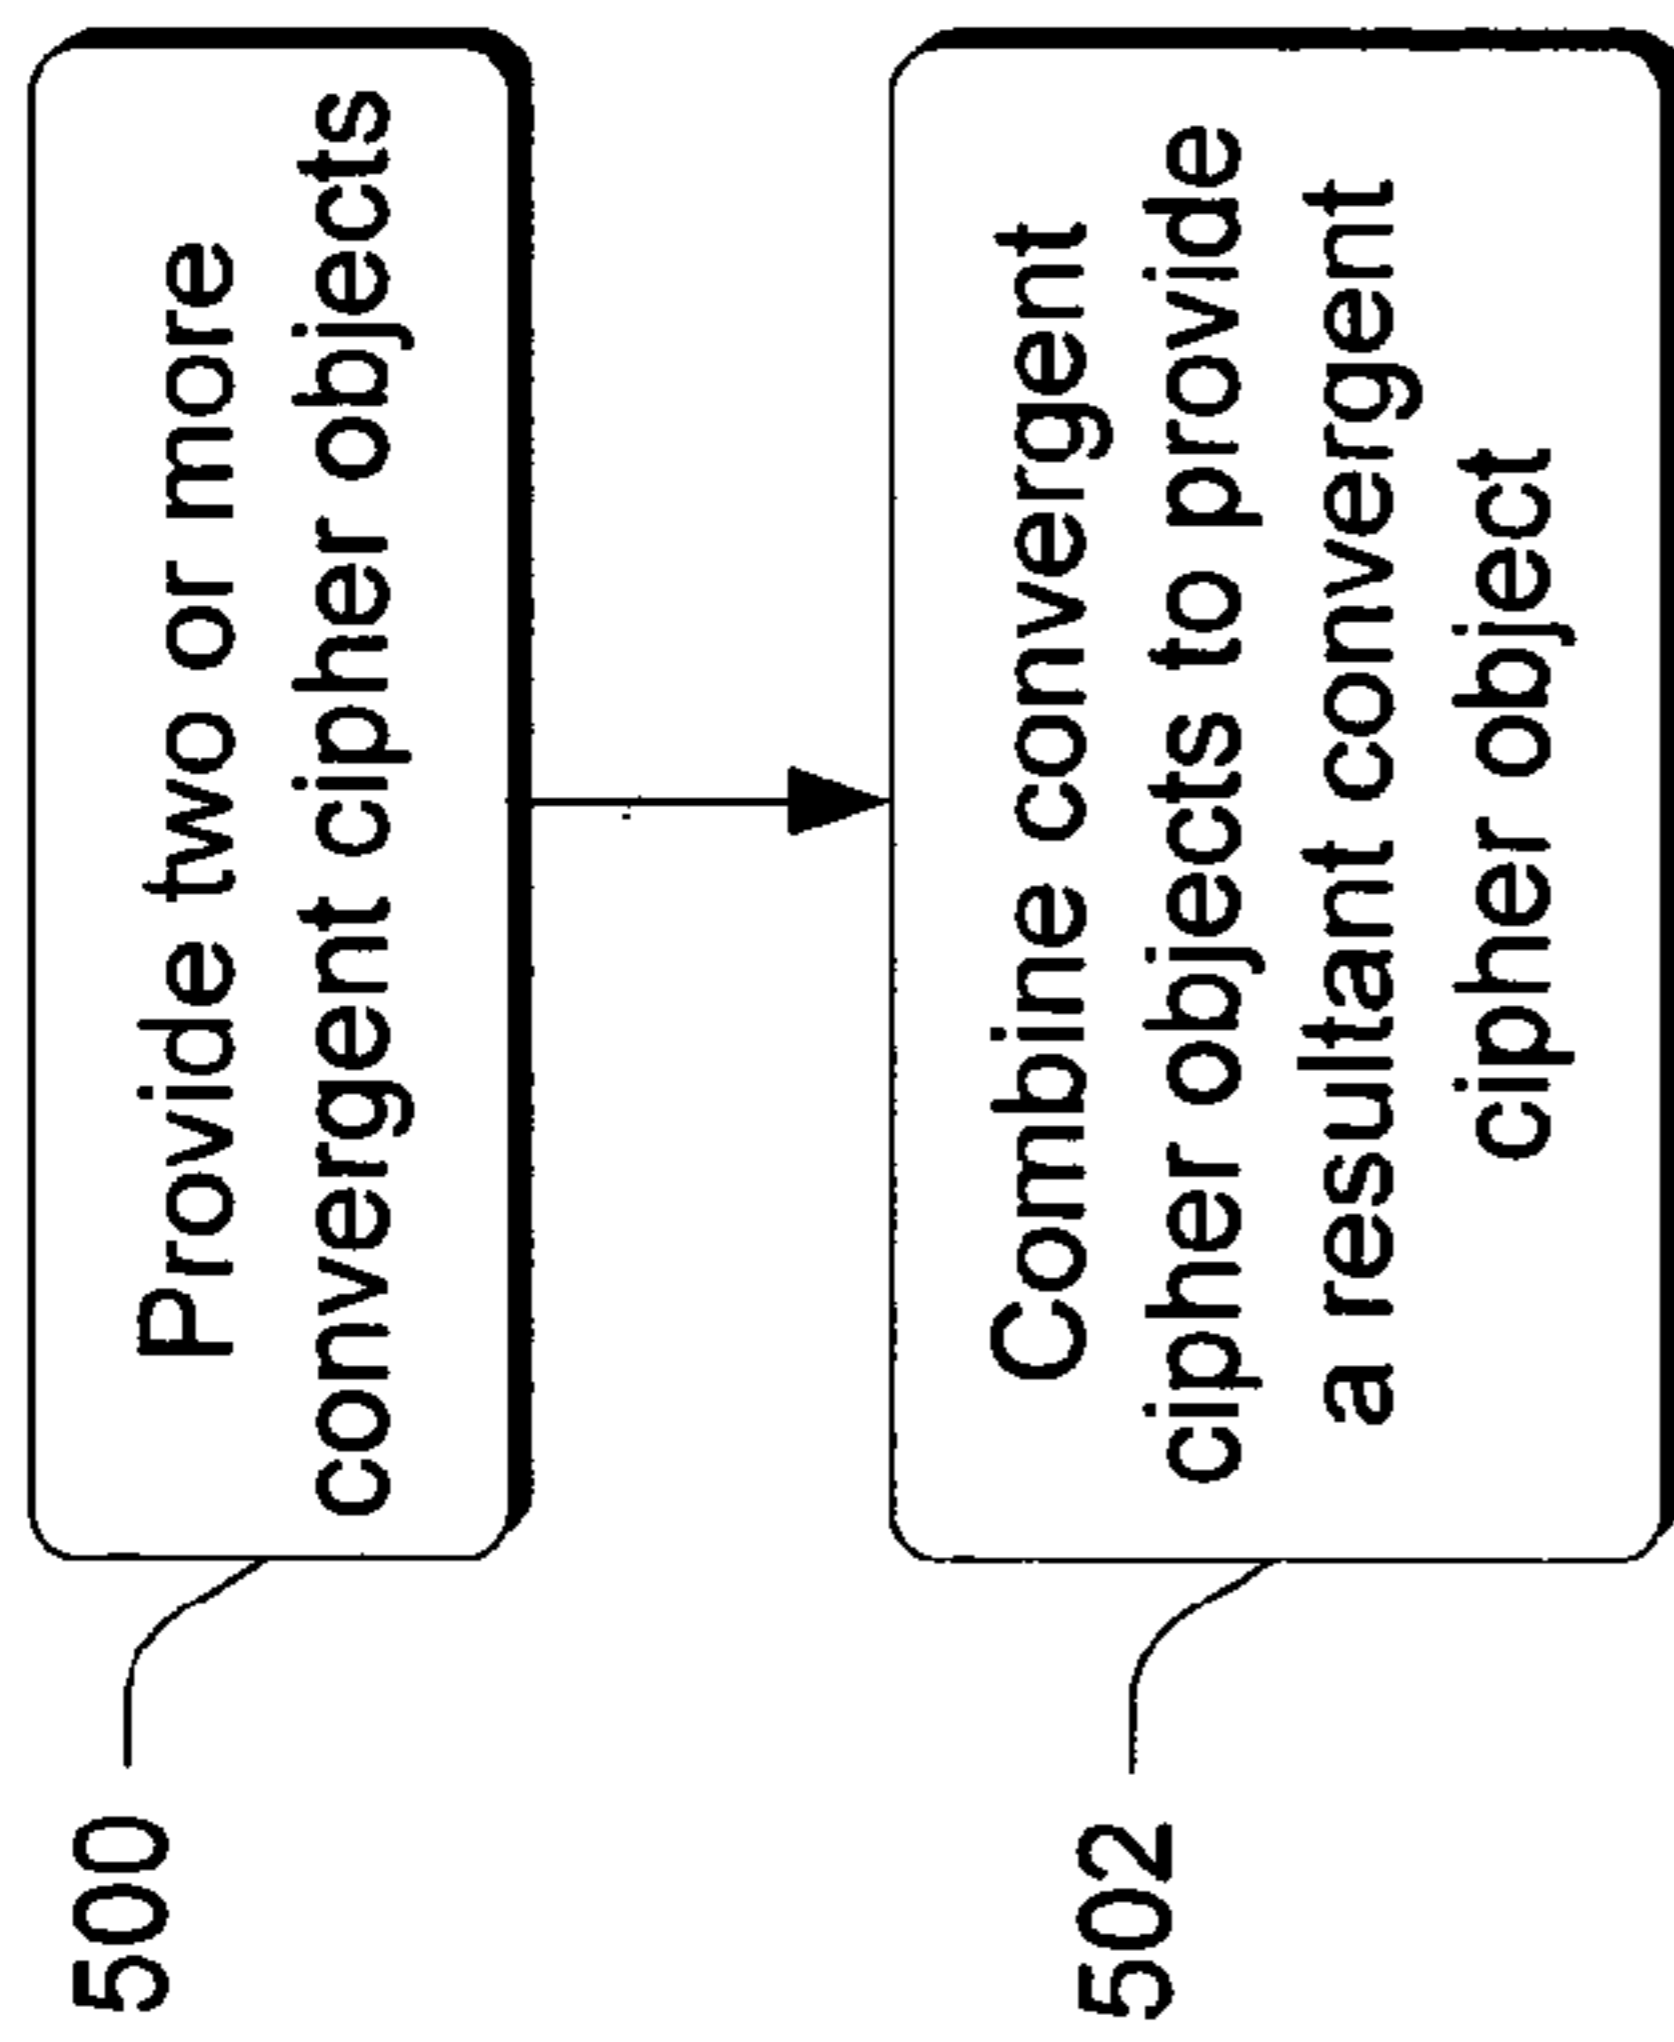 500
Provide two or more
convergent cipher objects
502
Combine convergent
cipher objects to provide
a resultant convergent
cipher object